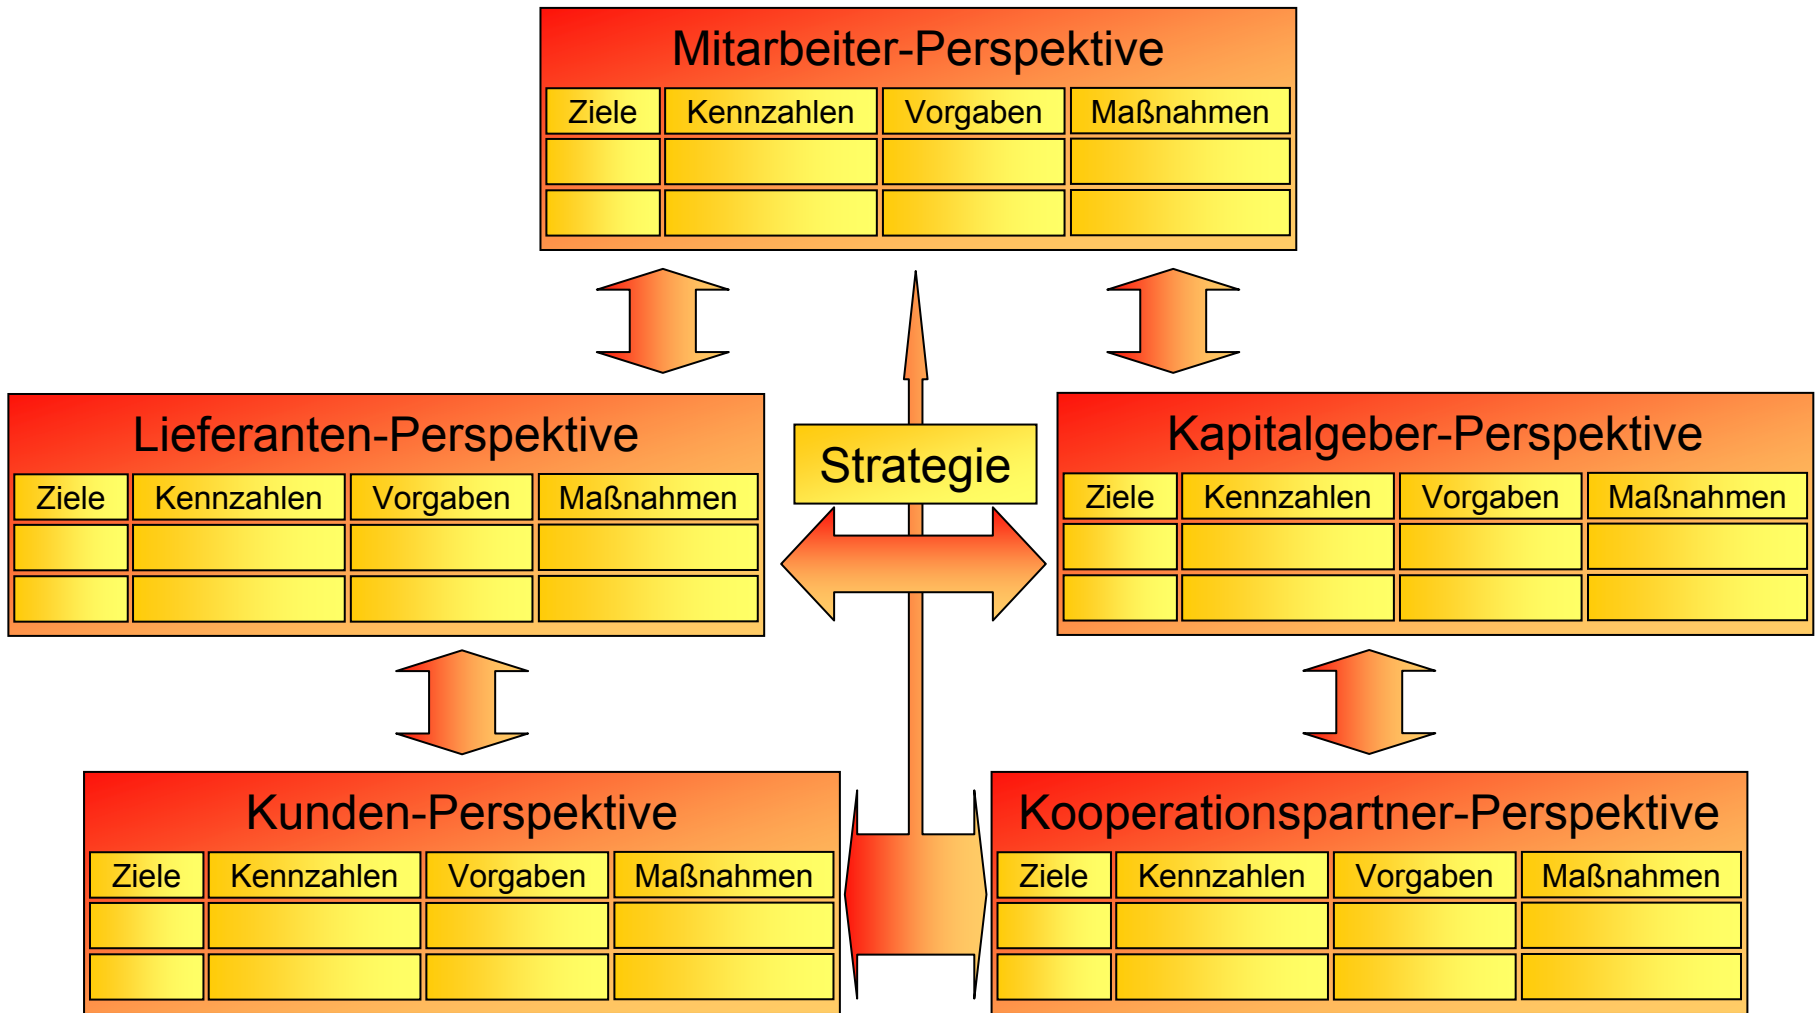 Mitarbeiter-Perspektive
Ziele Kennzahlen Vorgaben Maßnahmen
Lieferanten-Perspektive
Ziele Kennzahlen Vorgaben Maßnahmen
Strategie
Kapitalgeber-Perspektive
Ziele Kennzahlen Vorgaben Maßnahmen
Kunden-Perspektive
Ziele Kennzahlen Vorgaben Maßnahmen
Kooperationspartner-Perspektive
Ziele Kennzahlen Vorgaben Maßnahmen